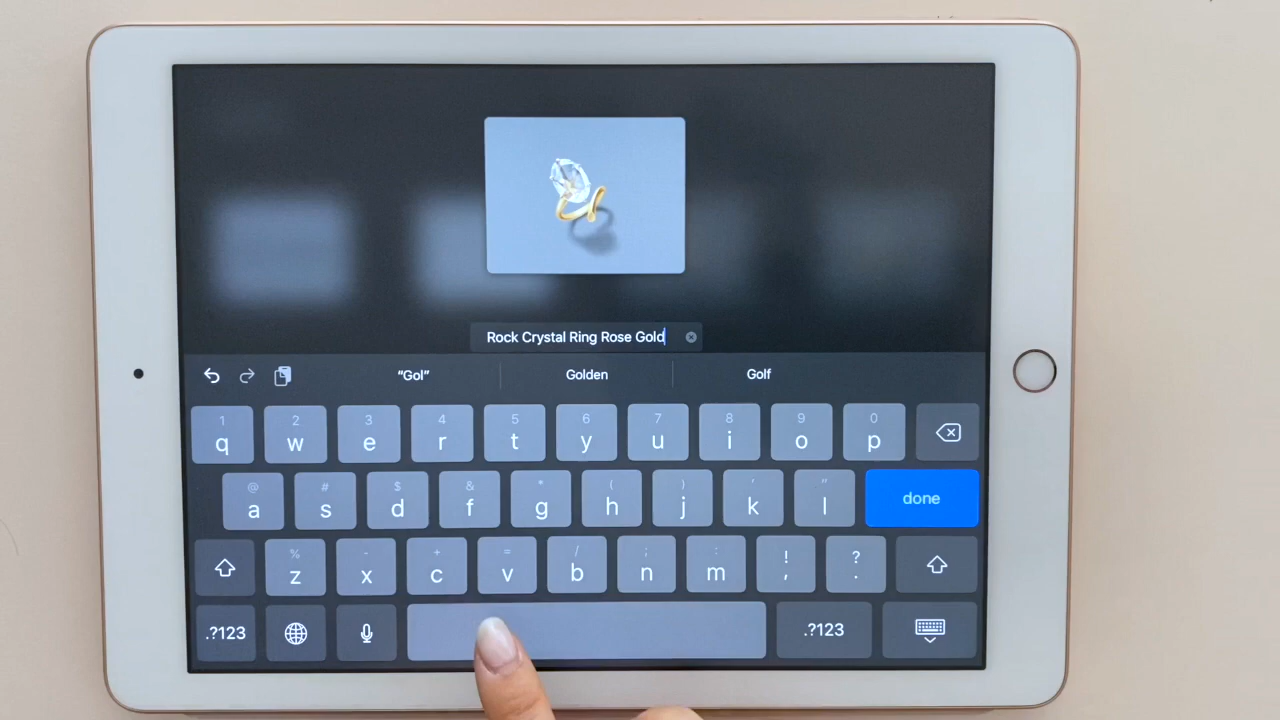 Rock Crystal Ring Rose Gold
“Gol” Golden Golf
1 2 3 4 5 6 7 8 9 0
q w e r t y u i o p
@ # $ & * ( ) ' "
a s d f g h j k l done
% - + = / ; : ! ?
z x c v b n m , .
.?123 .?123